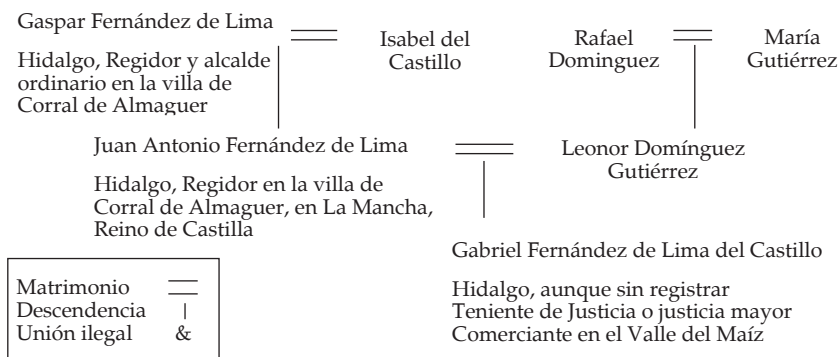 Gaspar Fernández de Lima
Hidalgo, Regidor y alcalde
ordinario en la villa de
Corral de Almaguer
Isabel del
Castillo
Rafael
Dominguez
María
Gutiérrez
Juan Antonio Fernández de Lima
Hidalgo, Regidor en la villa de
Corral de Almaguer, en La Mancha,
Reino de Castilla
Leonor Domínguez
Gutiérrez
Gabriel Fernández de Lima del Castillo
Hidalgo, aunque sin registrar
Teniente de Justicia o justicia mayor
Comerciante en el Valle del Maíz
Matrimonio
Descendencia |
Unión ilegal &